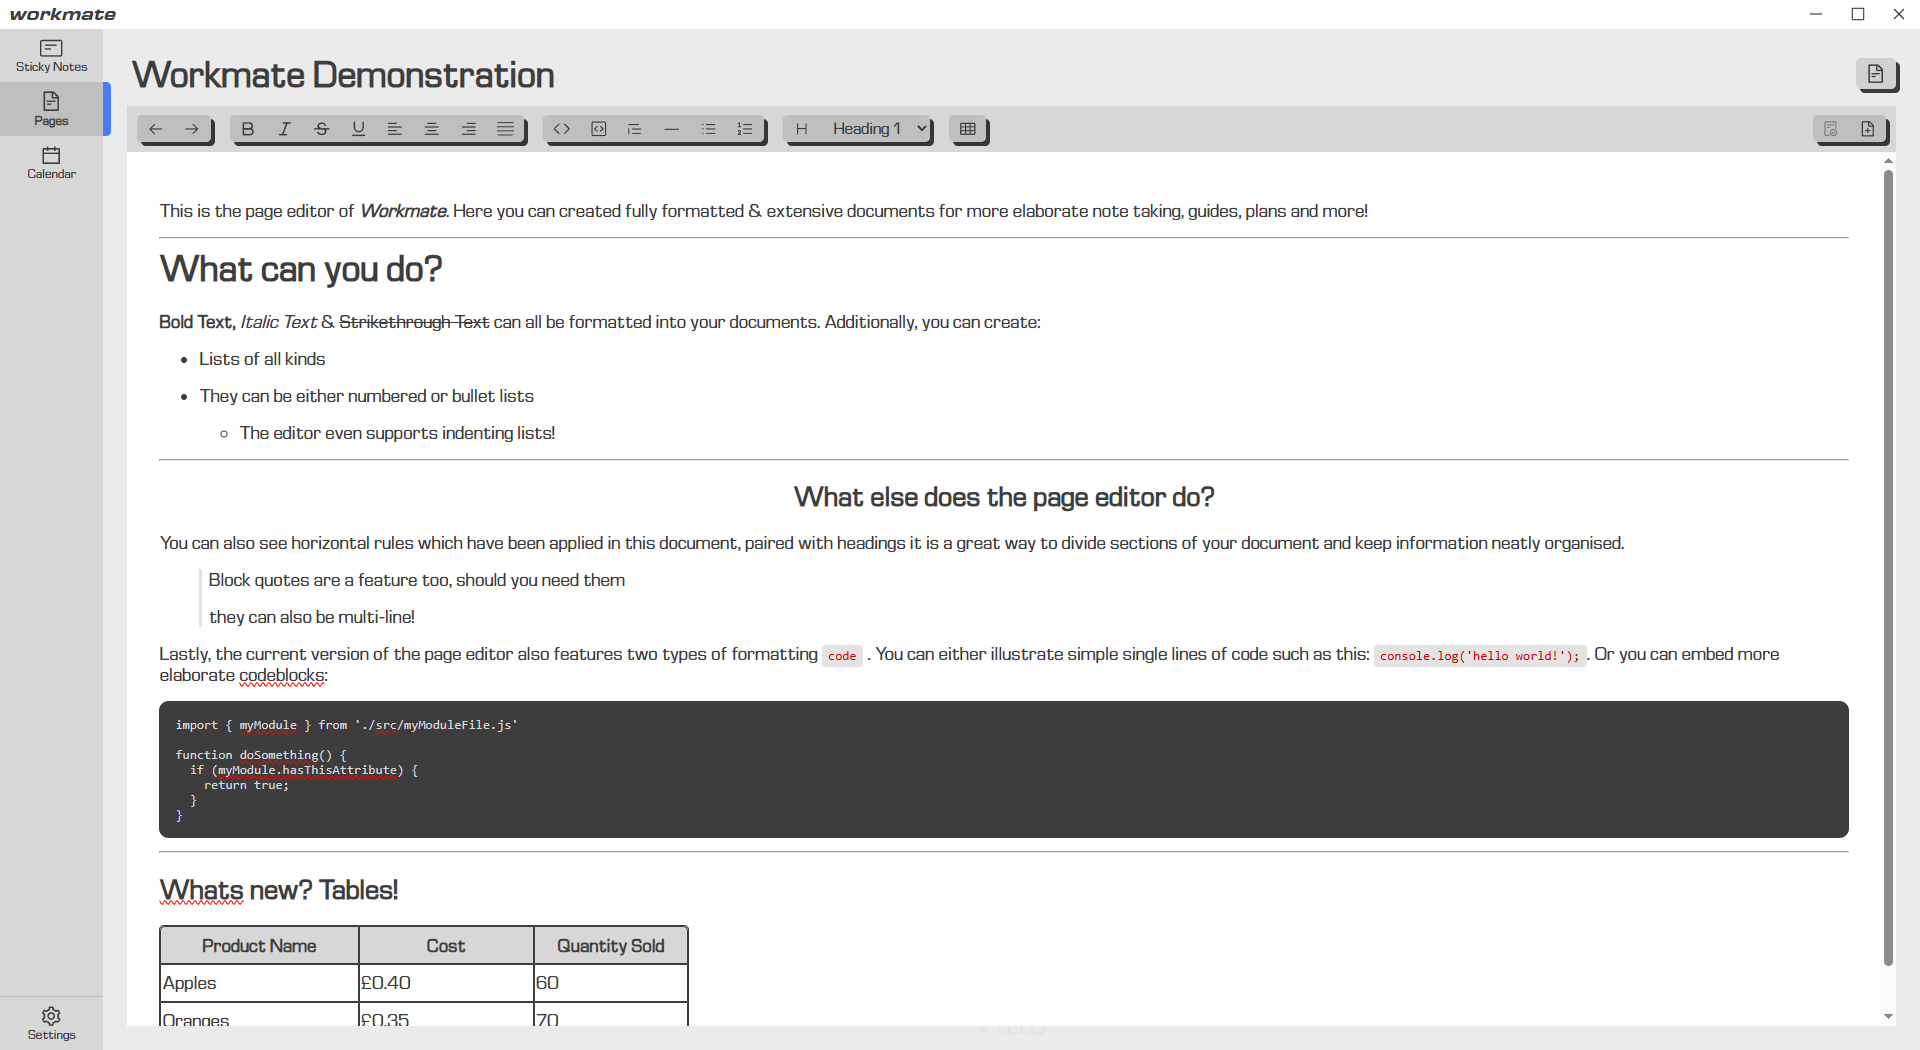 workmate
Sticky Notes
Pages
Calendar
Settings
Workmate Demonstration
B I S U
H Heading 1
This is the page editor of Workmate. Here you can created fully formatted & extensive documents for more elaborate note taking, guides, plans and more!
What can you do?
Bold Text, Italic Text & Strikethrough Text can all be formatted into your documents. Additionally, you can create:
• Lists of all kinds
• They can be either numbered or bullet lists
◦ The editor even supports indenting lists!
What else does the page editor do?
You can also see horizontal rules which have been applied in this document, paired with headings it is a great way to divide sections of your document and keep information neatly organised.
Block quotes are a feature too, should you need them
they can also be multi-line!
Lastly, the current version of the page editor also features two types of formatting code . You can either illustrate simple single lines of code such as this: console.log('hello world!'); . Or you can embed more
elaborate codeblocks:
import { myModule } from './src/myModuleFile.js'
function doSomething() {
  if (myModule.hasThisAttribute) {
    return true;
  }
}
Whats new? Tables!
Product Name Cost Quantity Sold
Apples £0.40 60
Oranges £0.35 70